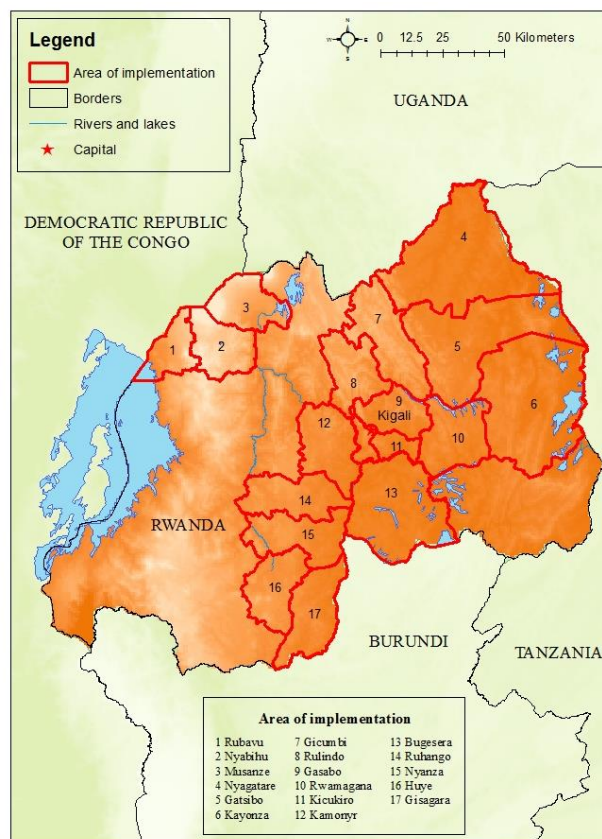 Legend
Area of implementation
Borders
Rivers and lakes
Capital
N
W E
S
0 12.5 25 50 Kilometers
UGANDA
DEMOCRATIC REPUBLIC
OF THE CONGO
4
3
7
1
2
5
8
6
9
Kigali
12
10
11
13
14
RWANDA
15
16
17
BURUNDI
TANZANIA
Area of implementation
1 Rubavu
2 Nyabihu
3 Musanze
4 Nyagatare
5 Gatsibo
6 Kayonza
7 Gicumbi
8 Rulindo
9 Gasabo
10 Rwamagana
11 Kicukiro
12 Kamonyr
13 Bugesera
14 Ruhango
15 Nyanza
16 Huye
17 Gisagara